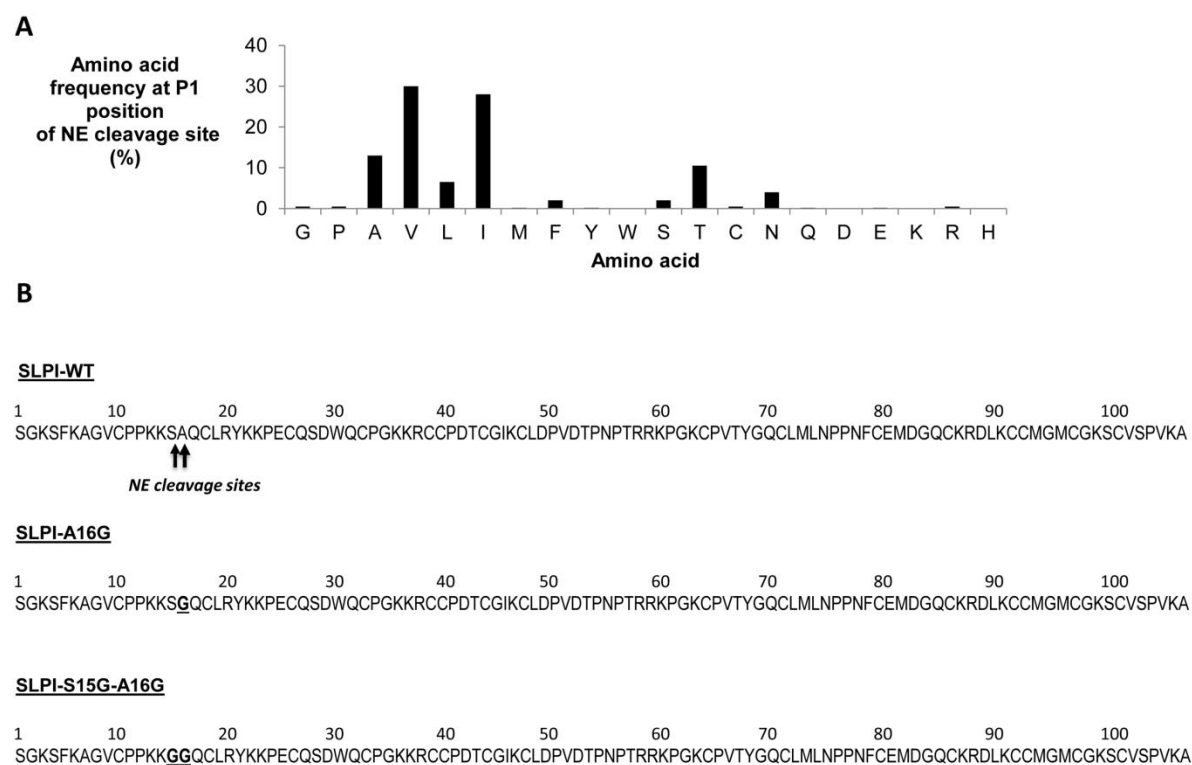 A
Amino acid
frequency at P1
position
of NE cleavage site
(%)
40
30
20
10
0
G P A V L I M F Y W S T C N Q D E K R H
Amino acid
B
SLPI-WT
1 10 20 30 40 50 60 70 80 90 100
SGKSFKAGVCPPKKSAQCLRYKKPECQSDWQCPGKKRCCPDTCGIKCLDPVDTPNPTRRKPGKCPVTYGQCLMLNPPNFCEMDGQCKRDLKCCMGMCGKSCVSPVKA
NE cleavage sites
SLPI-A16G
1 10 20 30 40 50 60 70 80 90 100
SGKSFKAGVCPPKKSGQCLRYKKPECQSDWQCPGKKRCCPDTCGIKCLDPVDTPNPTRRKPGKCPVTYGQCLMLNPPNFCEMDGQCKRDLKCCMGMCGKSCVSPVKA
SLPI-S15G-A16G
1 10 20 30 40 50 60 70 80 90 100
SGKSFKAGVCPPKKGGQCLRYKKPECQSDWQCPGKKRCCPDTCGIKCLDPVDTPNPTRRKPGKCPVTYGQCLMLNPPNFCEMDGQCKRDLKCCMGMCGKSCVSPVKA